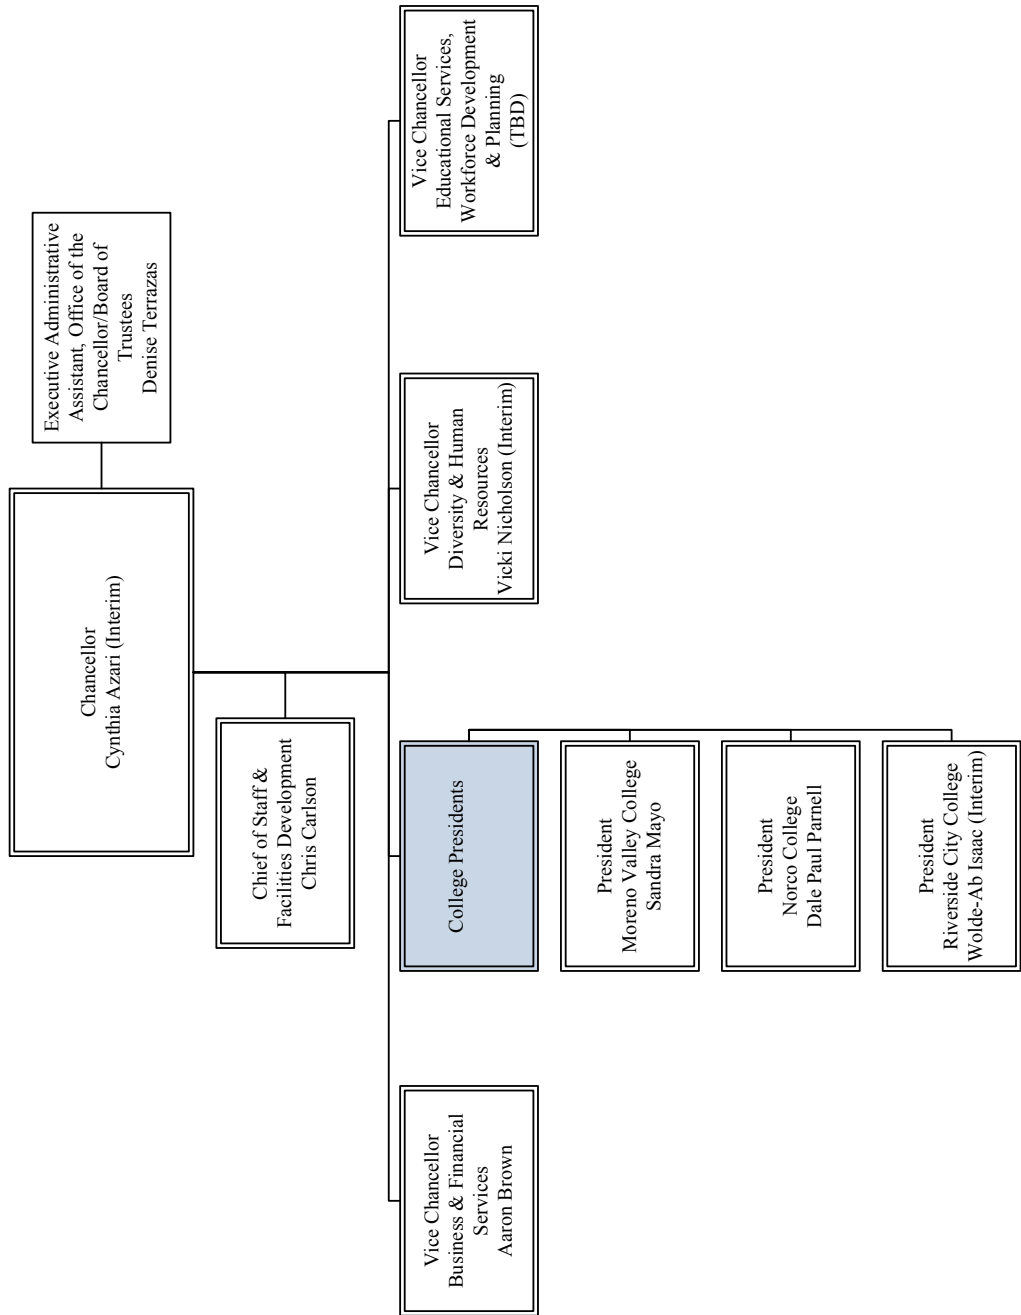 Chancellor
Cynthia Azari (Interim)
Executive Administrative
Assistant, Office of the
Chancellor/Board of
Trustees
Denise Terrazas
Chief of Staff &
Facilities Development
Chris Carlson
Vice Chancellor
Business & Financial
Services
Aaron Brown
College Presidents
President
Moreno Valley College
Sandra Mayo
President
Norco College
Dale Paul Parnell
President
Riverside City College
Wolde-Ab Isaac (Interim)
Vice Chancellor
Diversity & Human
Resources
Vicki Nicholson (Interim)
Vice Chancellor
Educational Services,
Workforce Development
& Planning
(TBD)